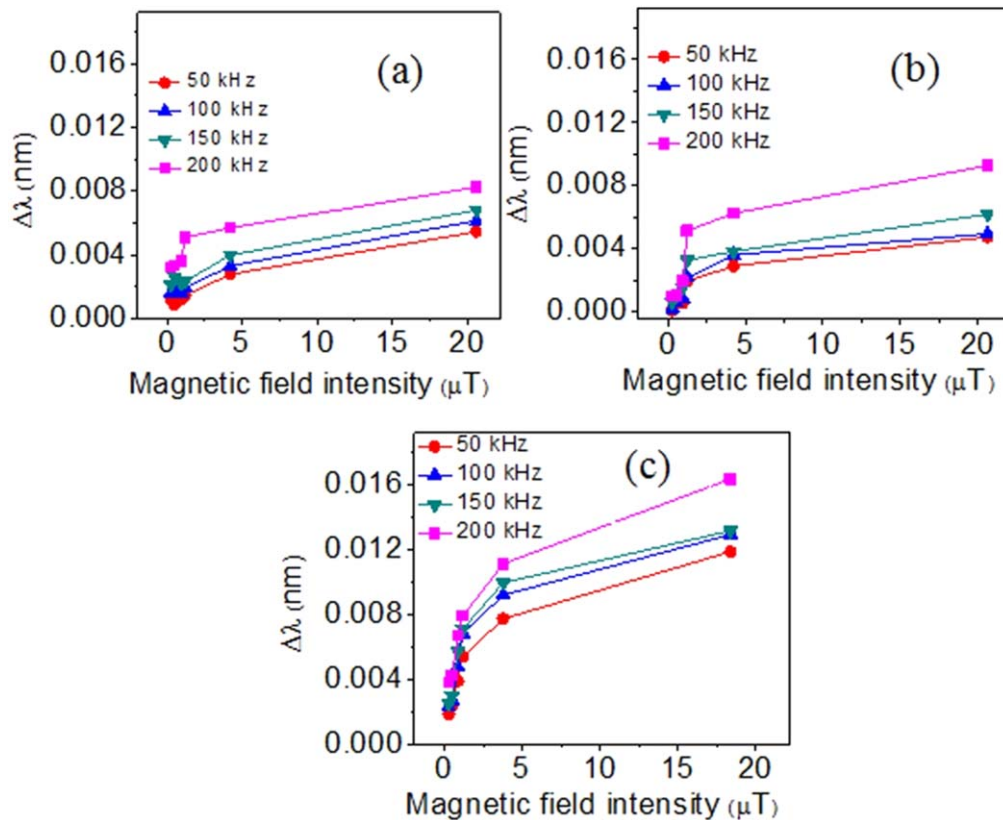 (a)
50 kHz
100 kHz
150 kHz
200 kHz
0.016
0.012
0.008
0.004
0.000
Δλ (nm)
0 5 10 15 20
Magnetic field intensity (μT)
(b)
50 kHz
100 kHz
150 kHz
200 kHz
0.016
0.012
0.008
0.004
0.000
Δλ (nm)
0 5 10 15 20
Magnetic field intensity (μT)
(c)
50 kHz
100 kHz
150 kHz
200 kHz
0.016
0.012
0.008
0.004
0.000
Δλ (nm)
0 5 10 15 20
Magnetic field intensity (μT)